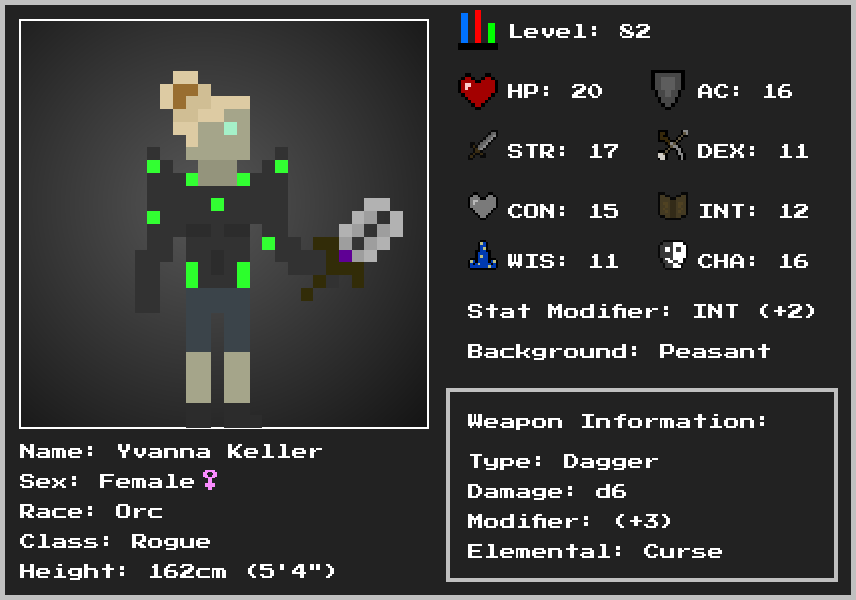 Level: 82
HP: 20 AC: 16
STR: 17 DEX: 11
CON: 15 INT: 12
WIS: 11 CHA: 16
Stat Modifier: INT (+2)
Background: Peasant
Weapon Information:
Type: Dagger
Damage: d6
Modifier: (+3)
Elemental: Curse
Name: Yvanna Keller
Sex: Female♀
Race: Orc
Class: Rogue
Height: 162cm (5'4")